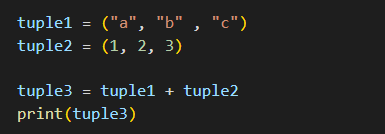 tuple1 = ("a", "b" , "c")
tuple2 = (1, 2, 3)

tuple3 = tuple1 + tuple2
print(tuple3)